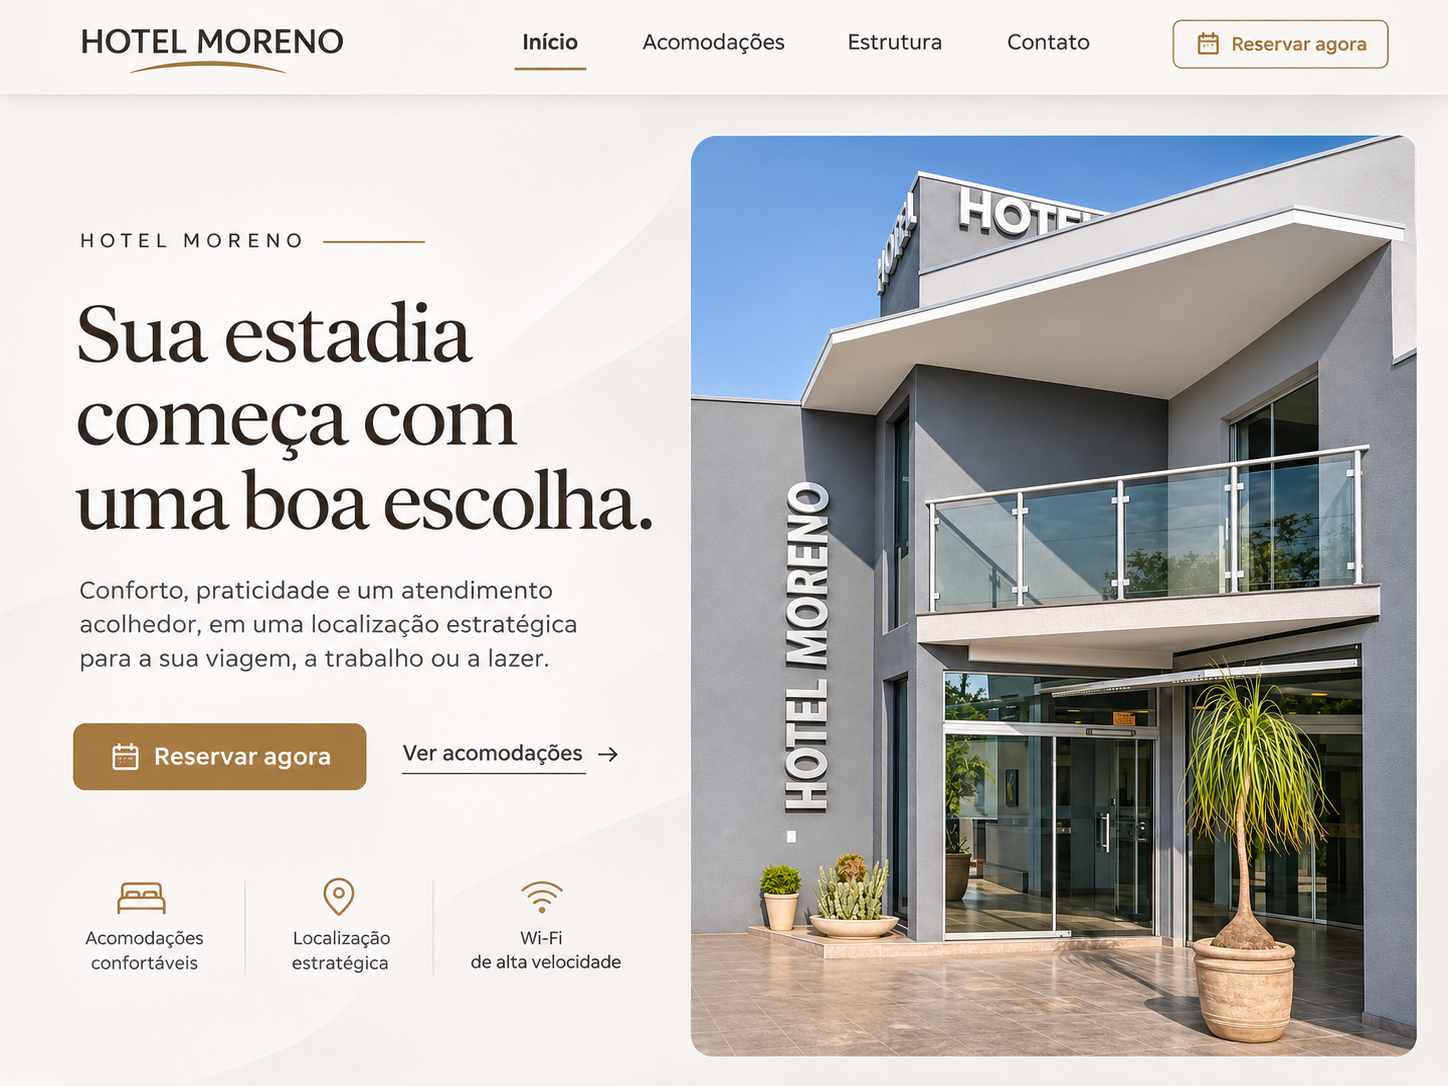 HOTEL MORENO
Início
Acomodações
Estrutura
Contato
Reservar agora
HOTEL MORENO
Sua estadia
começa com
uma boa escolha.
Conforto, praticidade e um atendimento
acolhedor, em uma localização estratégica
para a sua viagem, a trabalho ou a lazer.
Reservar agora
Ver acomodações →
Acomodações
confortáveis
Localização
estratégica
Wi-Fi
de alta velocidade
HOTEL
HOTEL
HOTEL MORENO